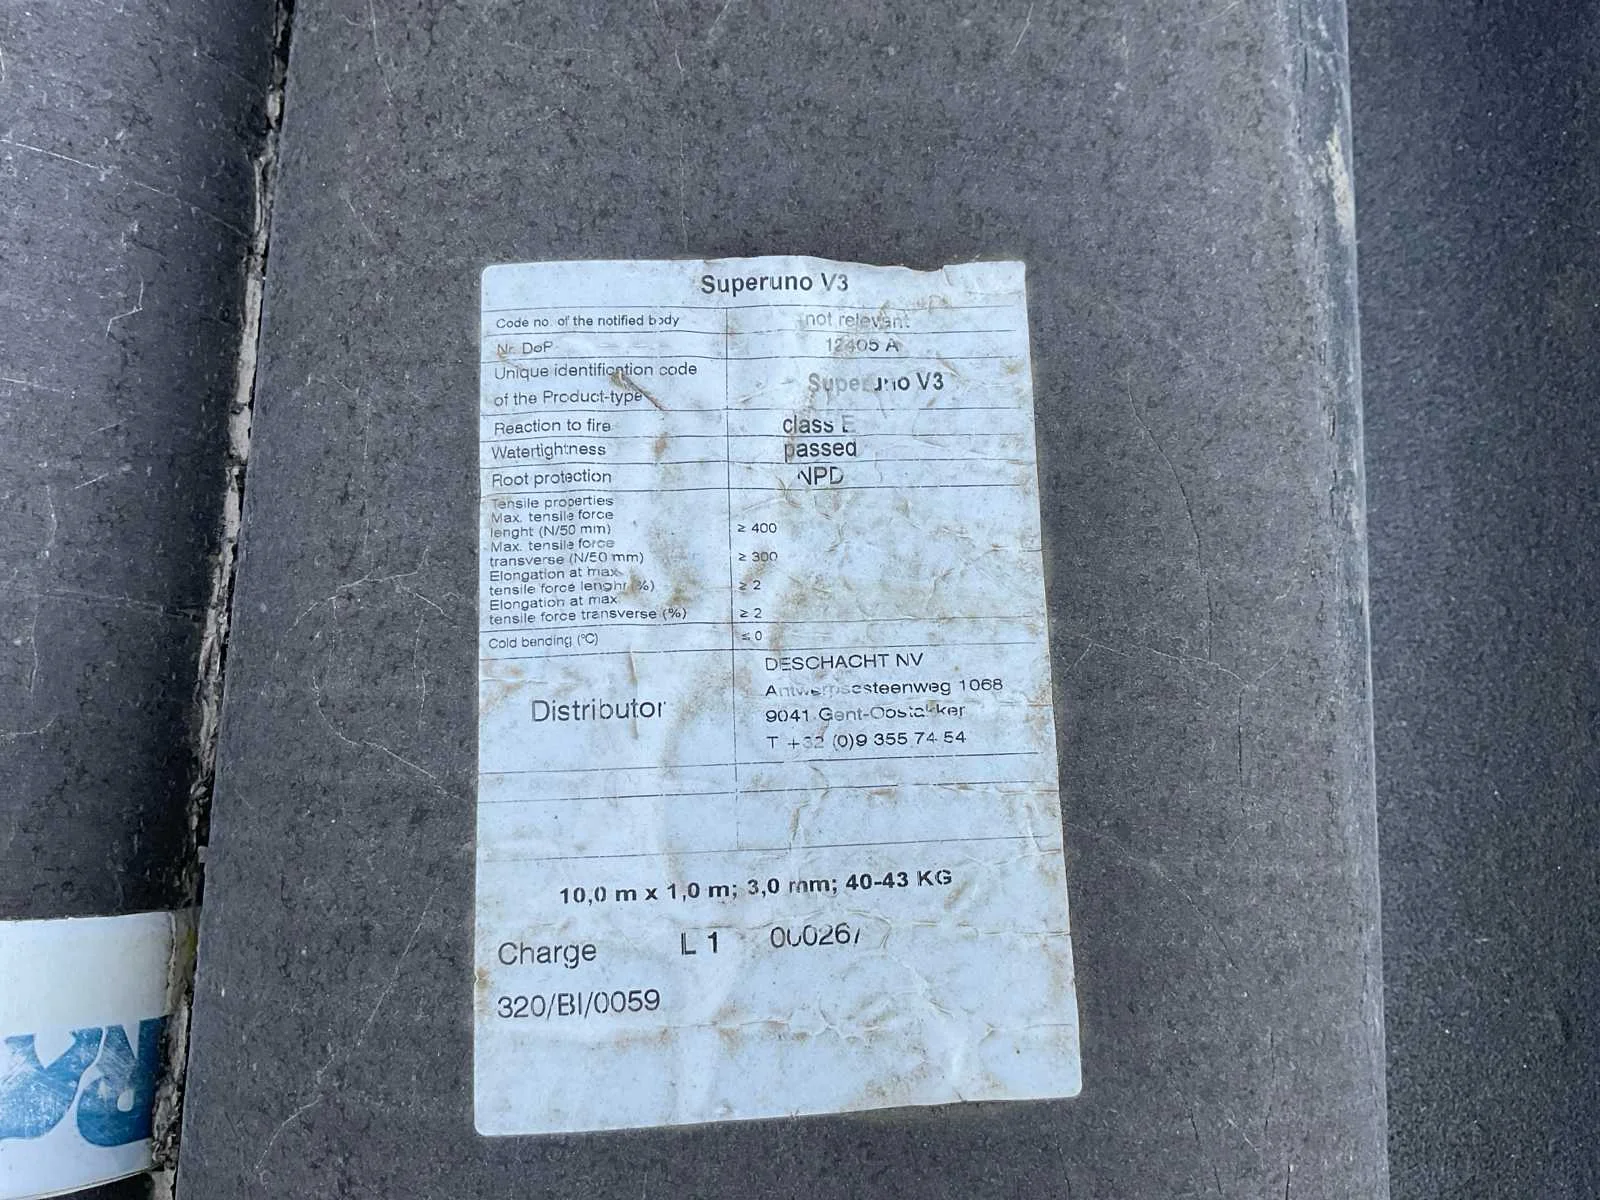 Superuno V3
Code no. of the notified body not relevant
Nr. DoP 12405 A
Unique identification code
of the Product-type Superuno V3
Reaction to fire class E
Watertightness passed
Root protection NPD
Tensile properties
Max. tensile force
lenght (N/50 mm) ≥ 400
Max. tensile force
transverse (N/50 mm) ≥ 300
Elongation at max.
tensile force lenght (%) ≥ 2
Elongation at max.
tensile force transverse (%) ≥ 2
Cold bending (°C) ≤ 0
Distributor
DESCHACHT NV
Antwerpsesteenweg 1068
9041 Gent-Oostakker
T +32 (0)9 355 74 54
10,0 m x 1,0 m; 3,0 mm; 40-43 KG
Charge L 1 000267
320/BI/0059